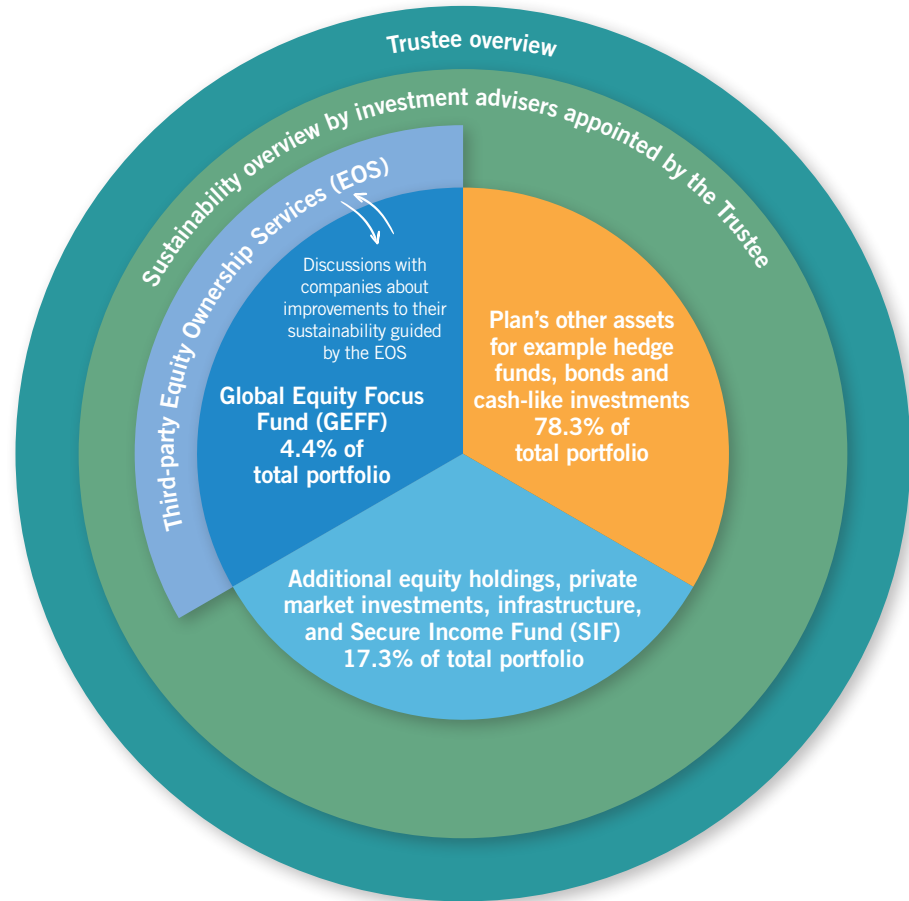 Trustee overview
Sustainability overview by investment advisers appointed by the Trustee
Third-party Equity Ownership Services (EOS)
Discussions with
companies about
improvements to their
sustainability guided
by the EOS
Global Equity Focus
Fund (GEFF)
4.4% of
total portfolio
Plan’s other assets
for example hedge
funds, bonds and
cash-like investments
78.3% of
total portfolio
Additional equity holdings, private
market investments, infrastructure,
and Secure Income Fund (SIF)
17.3% of total portfolio